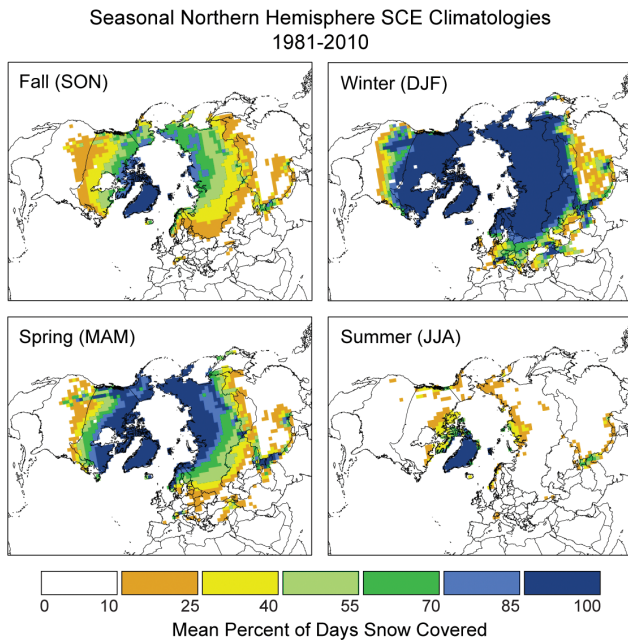 Seasonal Northern Hemisphere SCE Climatologies
1981-2010
Fall (SON)
Winter (DJF)
Spring (MAM)
Summer (JJA)
0 10 25 40 55 70 85 100
Mean Percent of Days Snow Covered